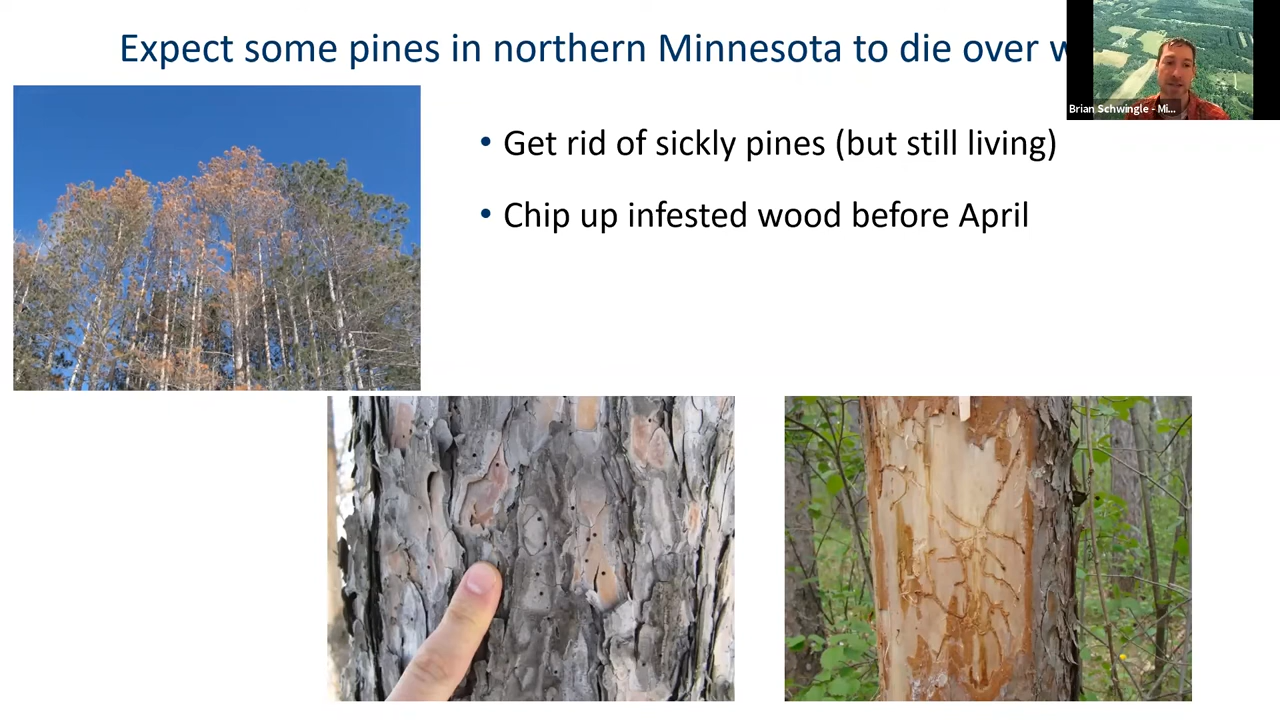 Expect some pines in northern Minnesota to die over
Brian Schwingle - Mi...
• Get rid of sickly pines (but still living)
• Chip up infested wood before April